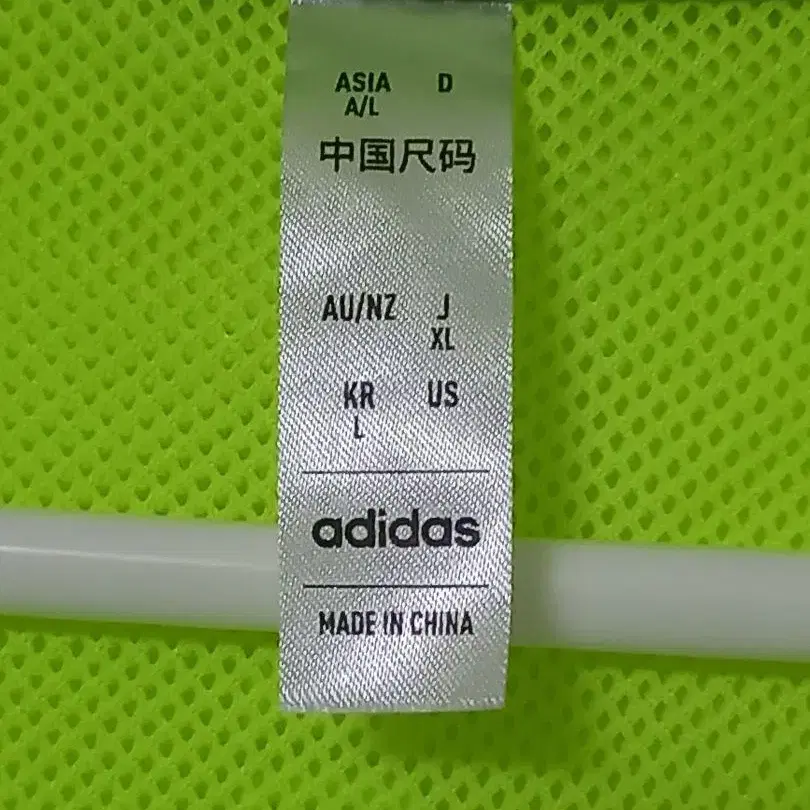 ASIA D
A/L
中国尺码
AU/NZ J
XL
KR US
L
adidas
MADE IN CHINA